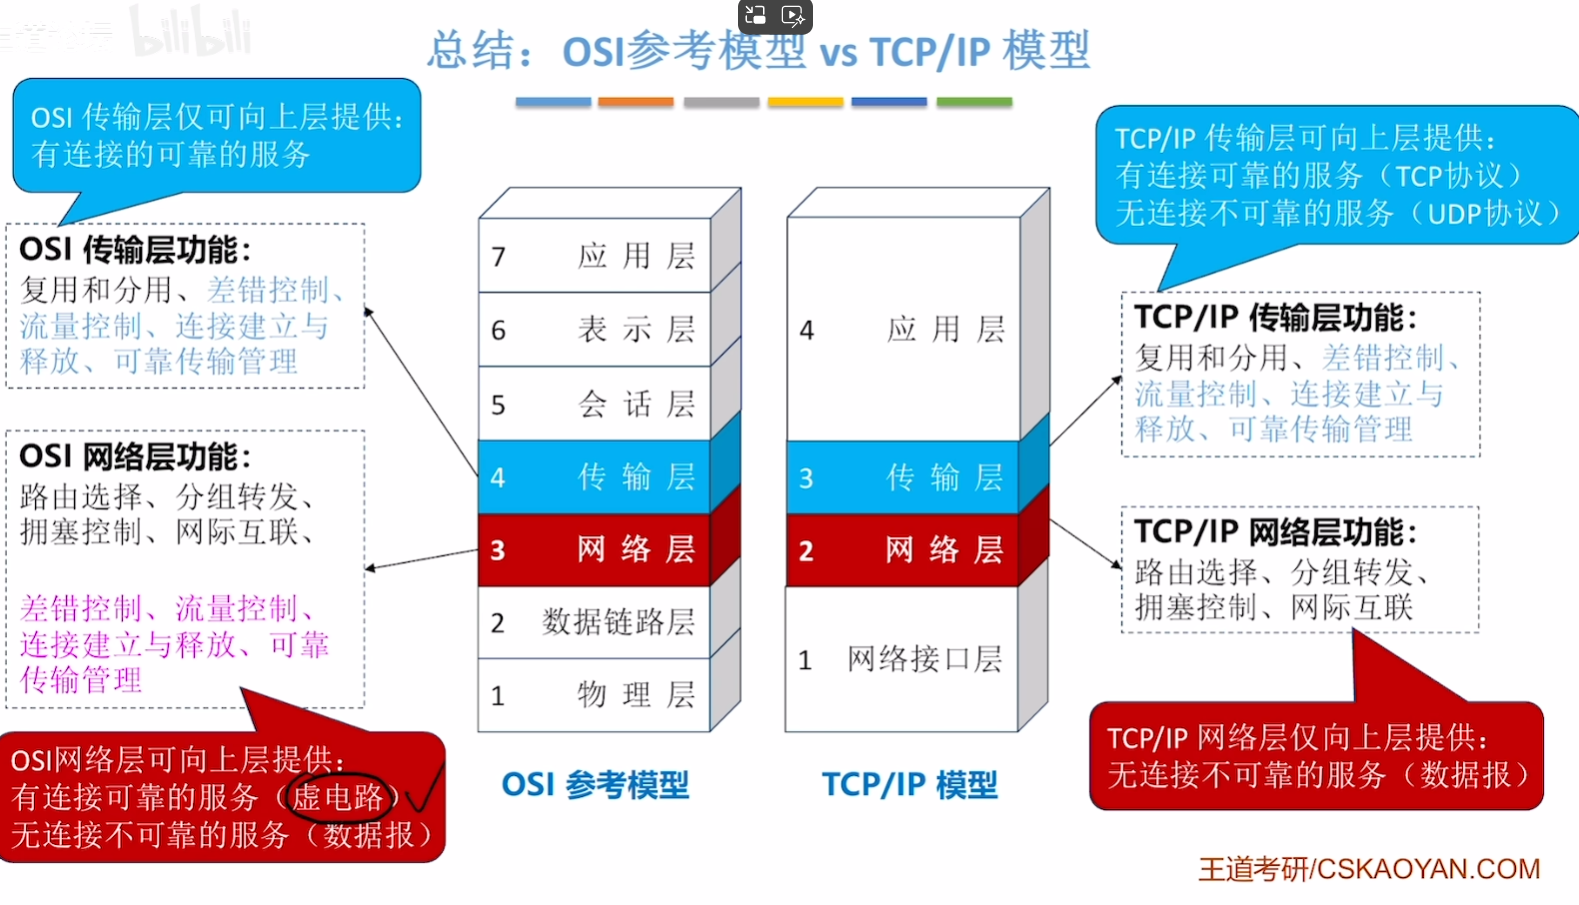 bilibili
总结：OSI参考模型 vs TCP/IP 模型
OSI 传输层仅可向上层提供：
有连接的可靠的服务
OSI 传输层功能：
复用和分用、差错控制、
流量控制、连接建立与
释放、可靠传输管理
OSI 网络层功能：
路由选择、分组转发、
拥塞控制、网际互联、
差错控制、流量控制、
连接建立与释放、可靠
传输管理
OSI网络层可向上层提供：
有连接可靠的服务（虚电路）
无连接不可靠的服务（数据报）
7 应用层
6 表示层
5 会话层
4 传输层
3 网络层
2 数据链路层
1 物理层
OSI 参考模型
4 应用层
3 传输层
2 网络层
1 网络接口层
TCP/IP 模型
TCP/IP 传输层可向上层提供：
有连接可靠的服务（TCP协议）
无连接不可靠的服务（UDP协议）
TCP/IP 传输层功能：
复用和分用、差错控制、
流量控制、连接建立与
释放、可靠传输管理
TCP/IP 网络层功能：
路由选择、分组转发、
拥塞控制、网际互联
TCP/IP 网络层仅向上层提供：
无连接不可靠的服务（数据报）
王道考研/CSKAOYAN.COM